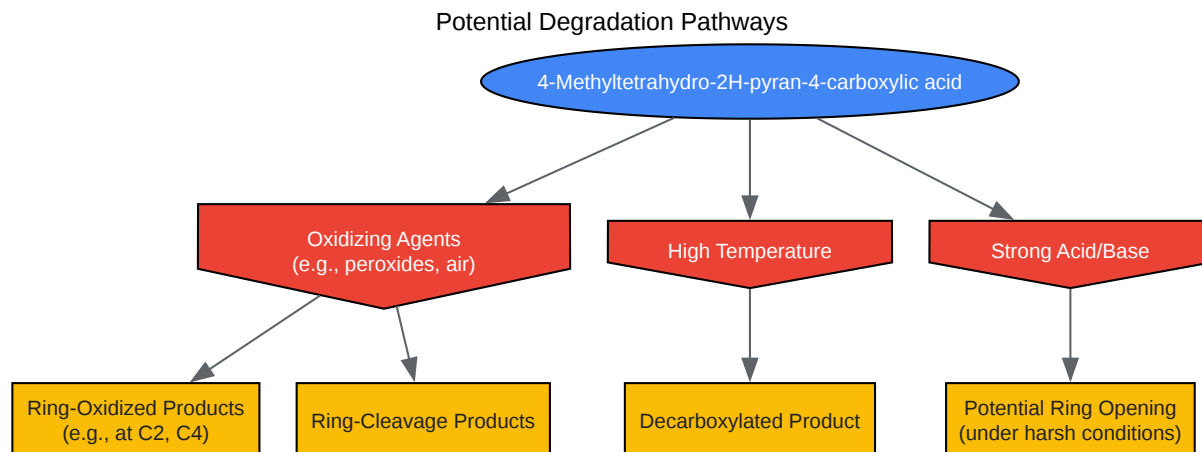 Potential Degradation Pathways
4-Methyltetrahydro-2H-pyran-4-carboxylic acid
Oxidizing Agents
(e.g., peroxides, air)
High Temperature
Strong Acid/Base
Ring-Oxidized Products
(e.g., at C2, C4)
Ring-Cleavage Products
Decarboxylated Product
Potential Ring Opening
(under harsh conditions)